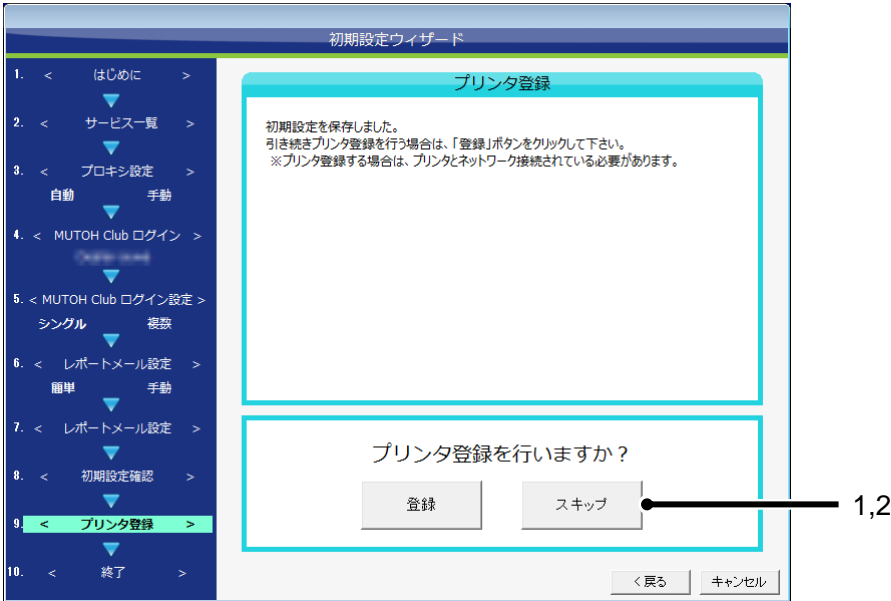 初期設定ウィザード
1. < はじめに >
2. < サービス一覧 >
3. < プロキシ設定 >
自動 手動
4. < MUTOH Club ログイン >
5. < MUTOH Club ログイン設定 >
シングル 複数
6. < レポートメール設定 >
簡単 手動
7. < レポートメール設定 >
8. < 初期設定確認 >
9. < プリンタ登録 >
10. < 終了 >
プリンタ登録
初期設定を保存しました。
引き続きプリンタ登録を行う場合は、「登録」ボタンをクリックして下さい。
※プリンタ登録する場合は、プリンタとネットワーク接続されている必要があります。
プリンタ登録を行いますか？
登録 スキップ
1,2
<戻る キャンセル